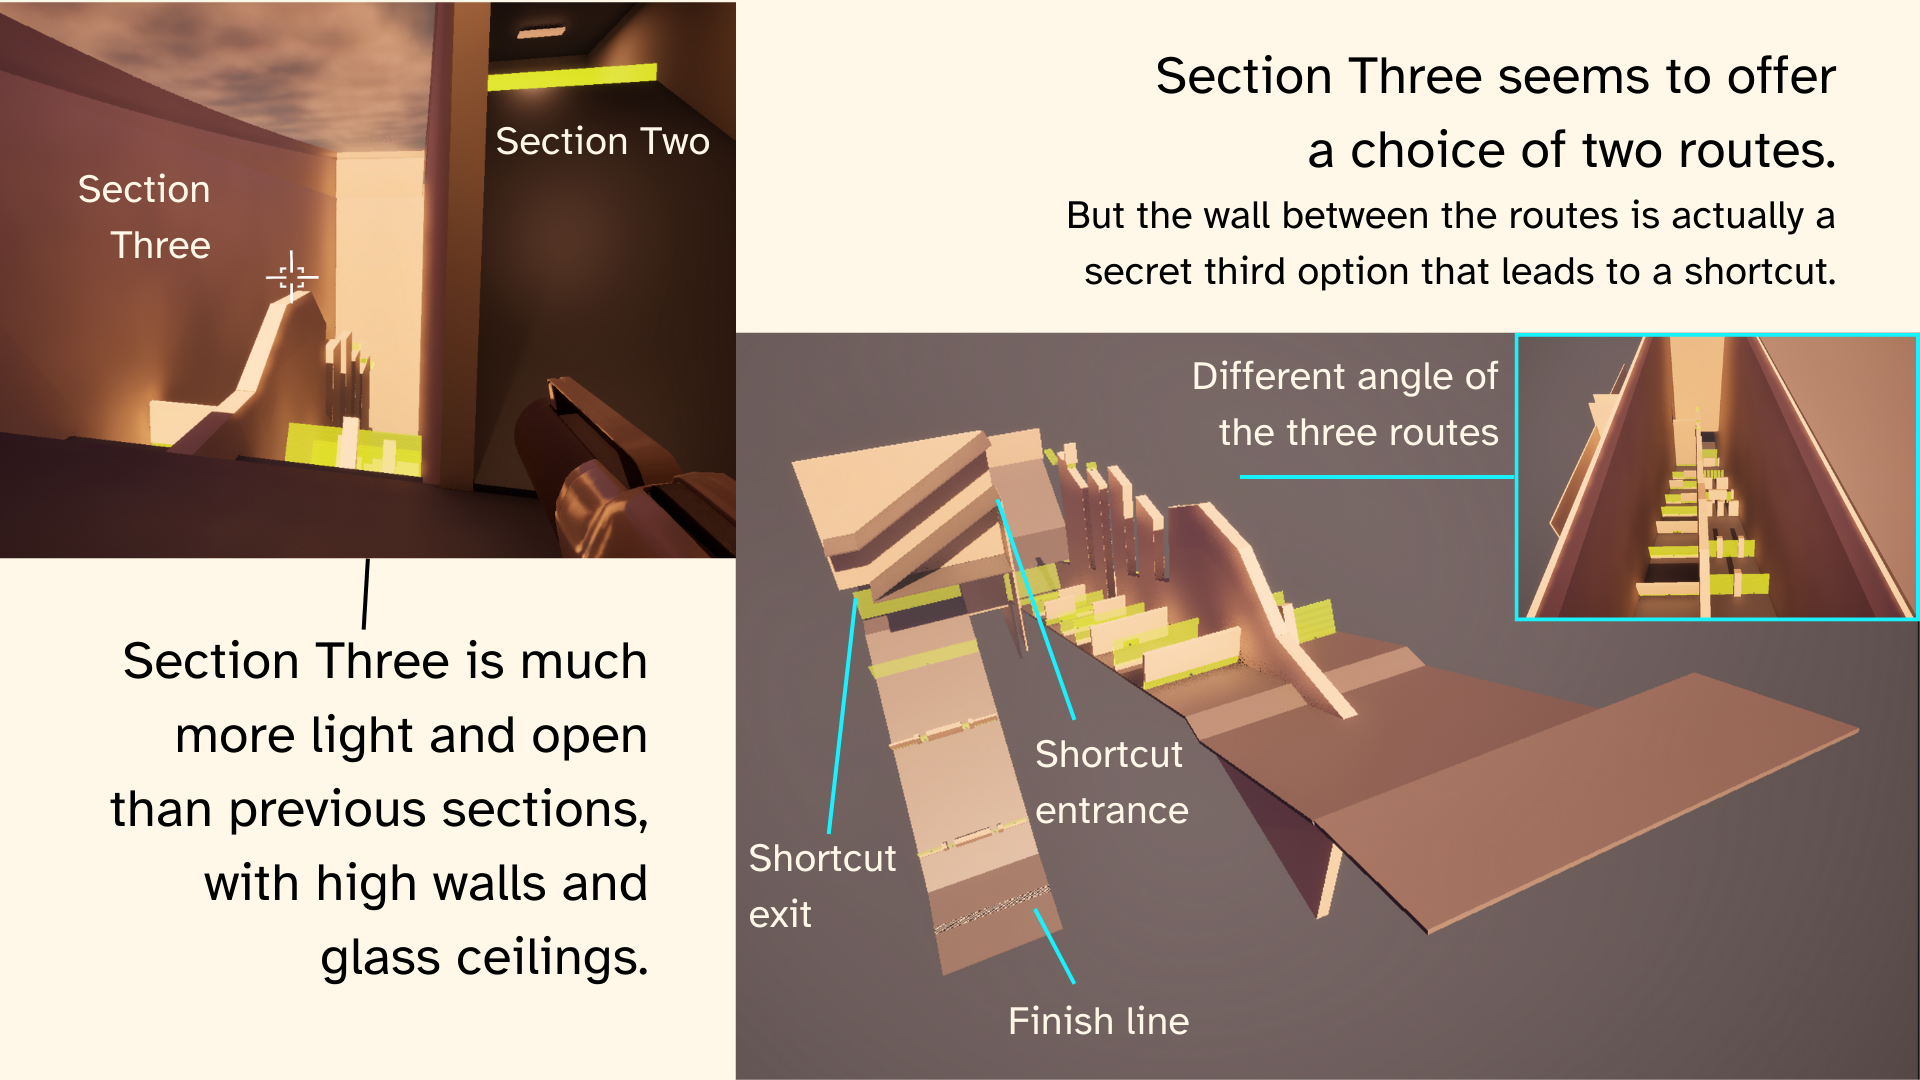 Section Two
Section
Three
Section Three is much
more light and open
than previous sections,
with high walls and
glass ceilings.
Section Three seems to offer
a choice of two routes.
But the wall between the routes is actually a
secret third option that leads to a shortcut.
Different angle of
the three routes
Shortcut
entrance
Shortcut
exit
Finish line